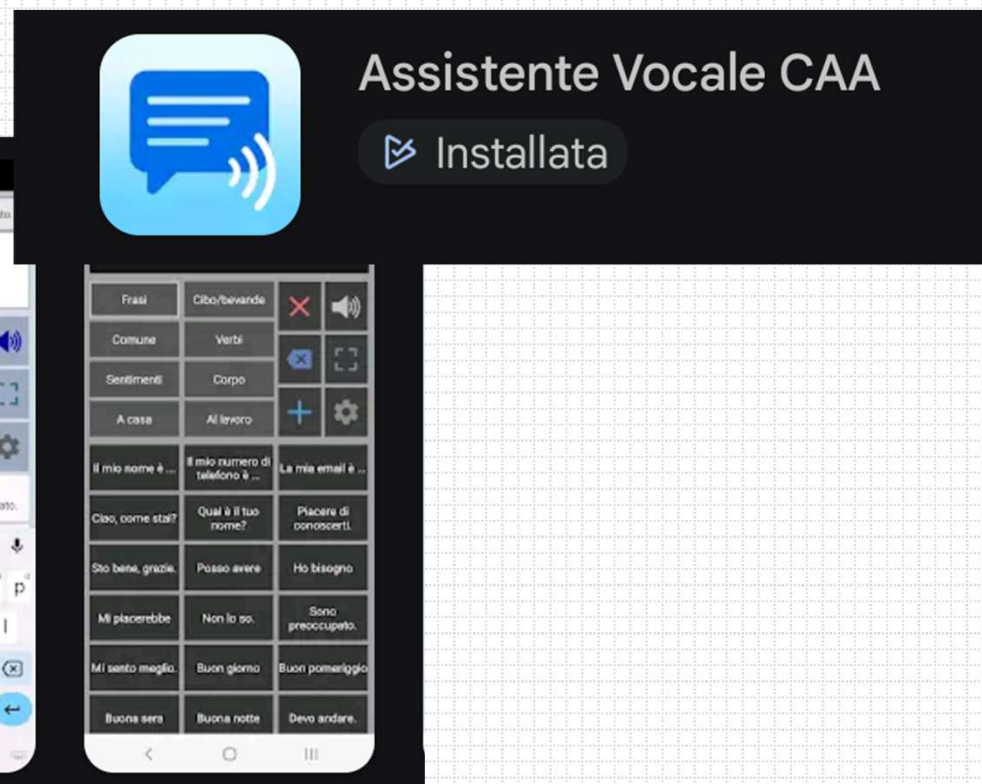 Assistente Vocale CAA
Installata
Frasi
Cibo/bevande
Comune
Verbi
Sentimenti
Corpo
A casa
Al lavoro
Il mio nome è ...
Il mio numero di
telefono è ...
La mia email è ...
Ciao, come stai?
Qual è il tuo
nome?
Piacere di
conoscerti.
Sto bene, grazie.
Posso avere
Ho bisogno
Mi piacerebbe
Non lo so.
Sono
preoccupato.
Mi sento meglio.
Buon giorno
Buon pomeriggio
Buona sera
Buona notte
Devo andare.
p
l